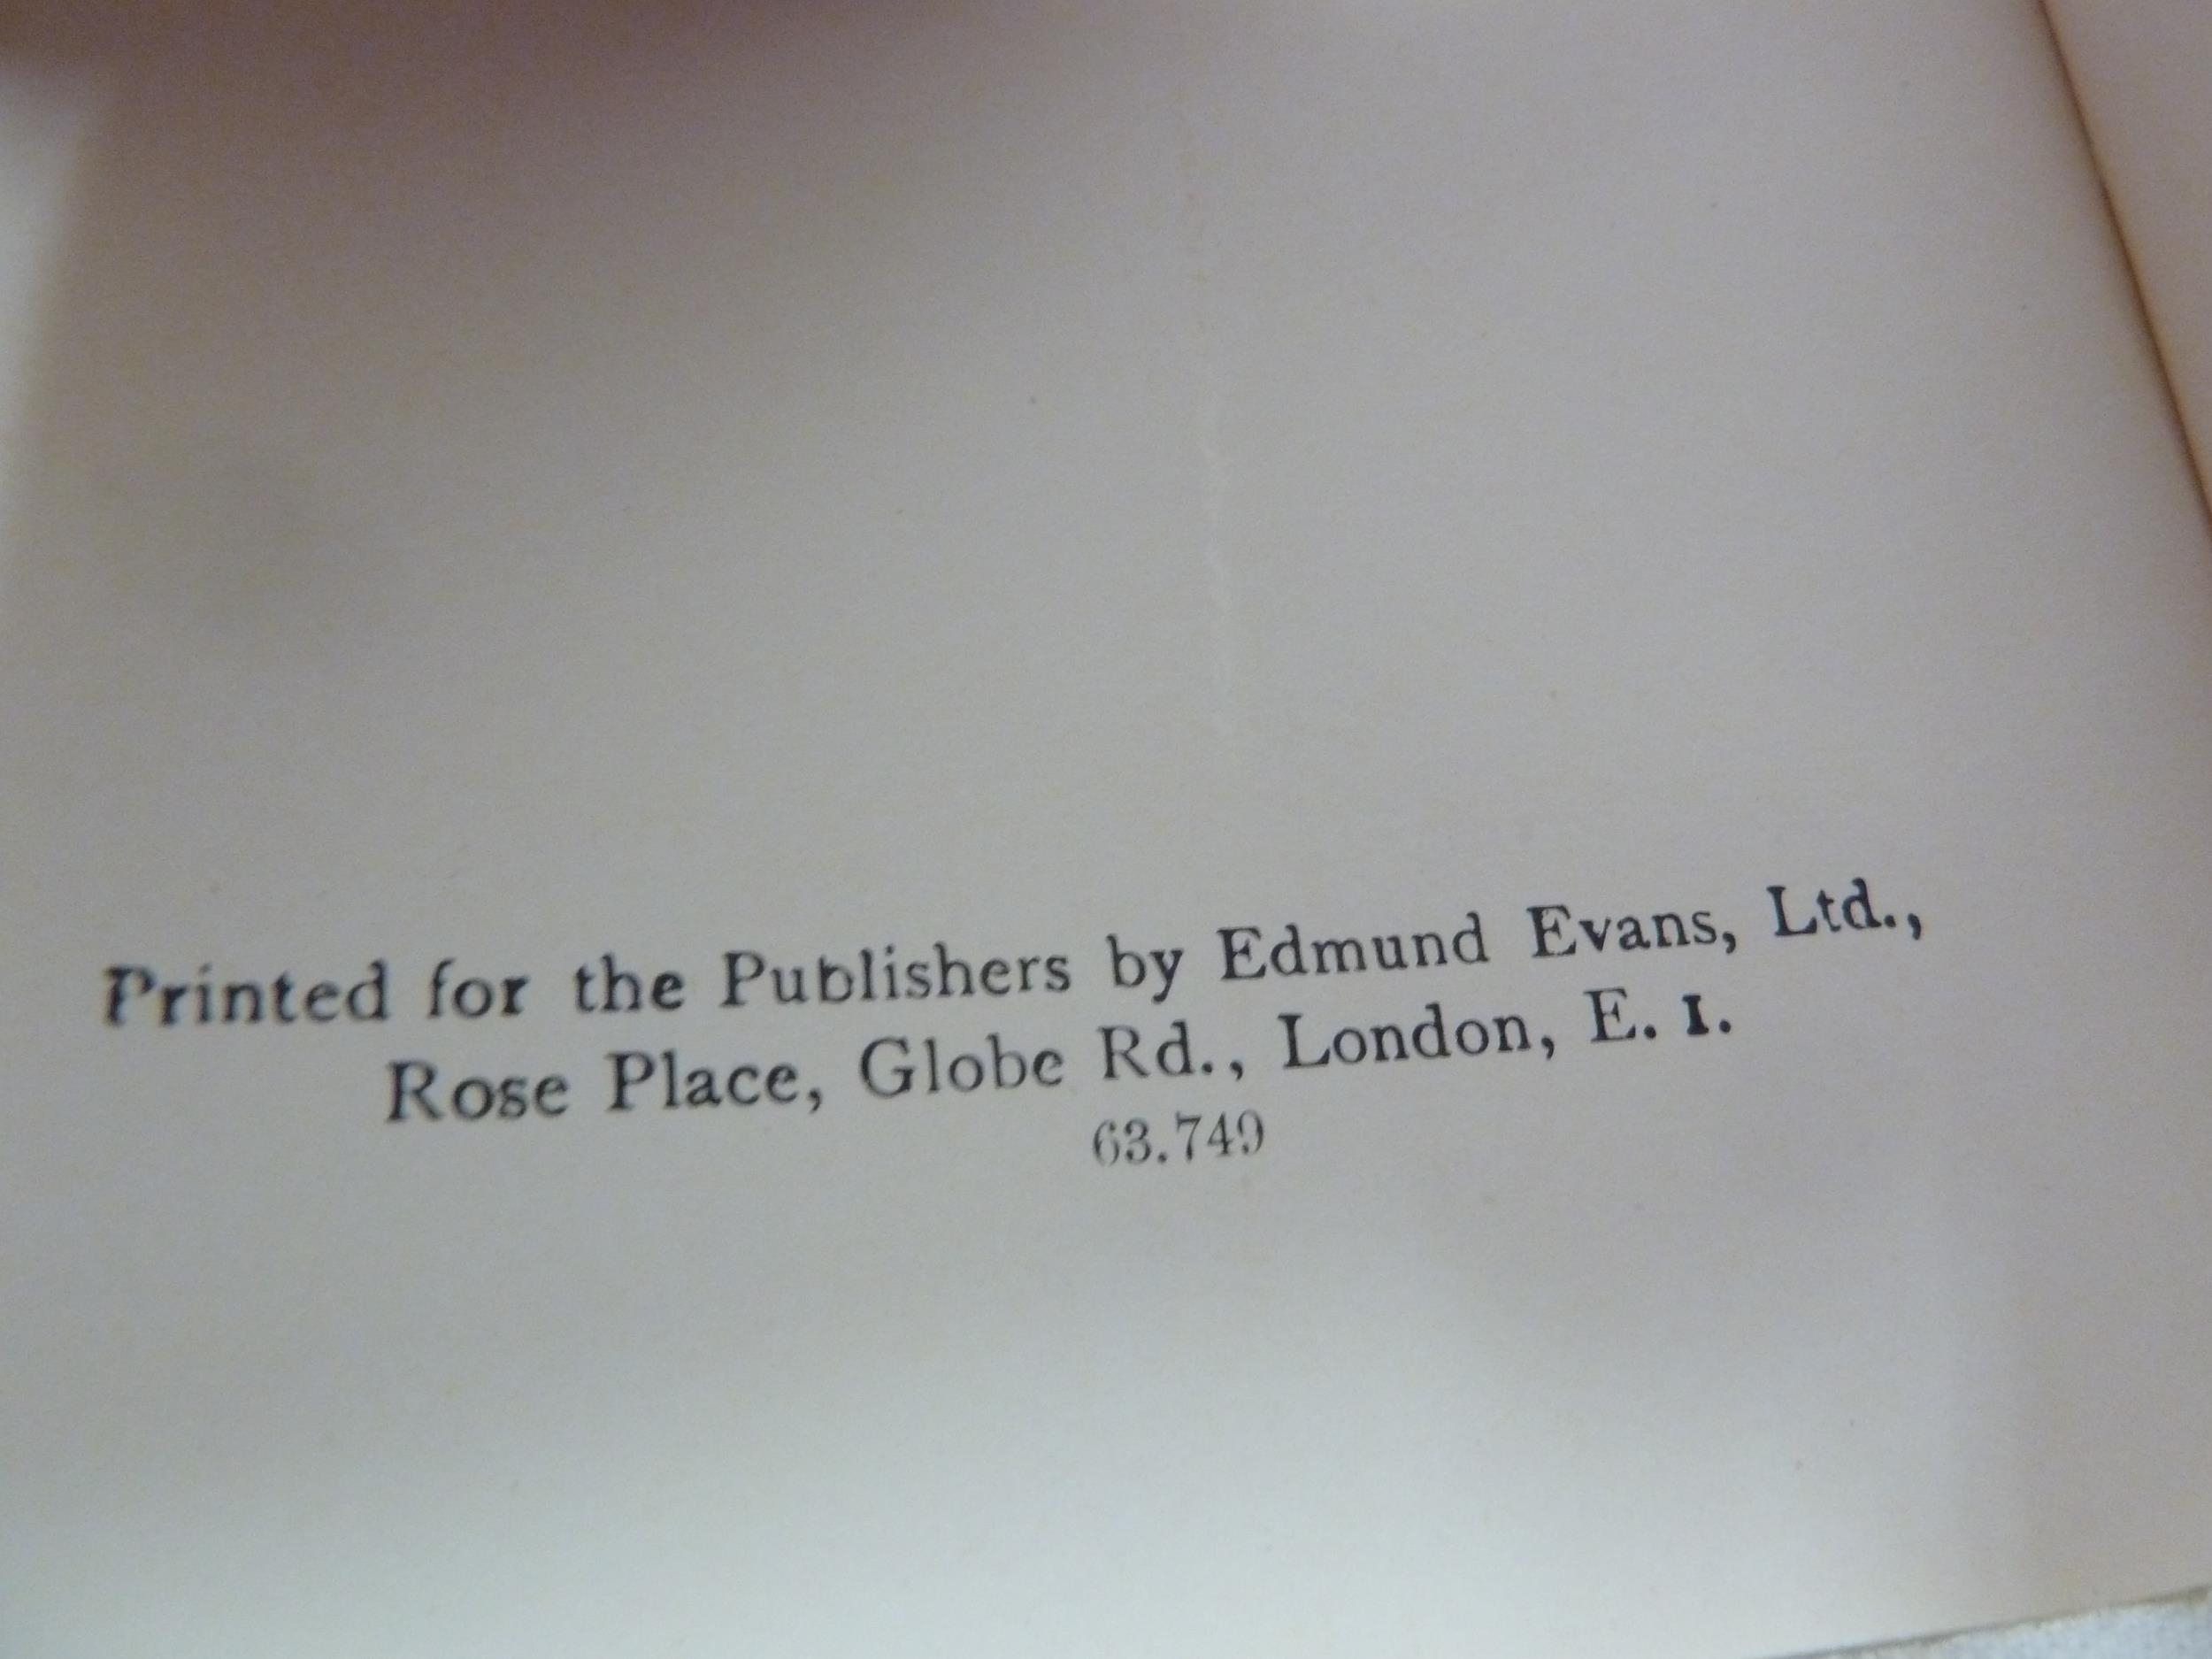 Printed for the Publishers by Edmund Evans, Ltd.,
Rose Place, Globe Rd., London, E. 1.
63.749